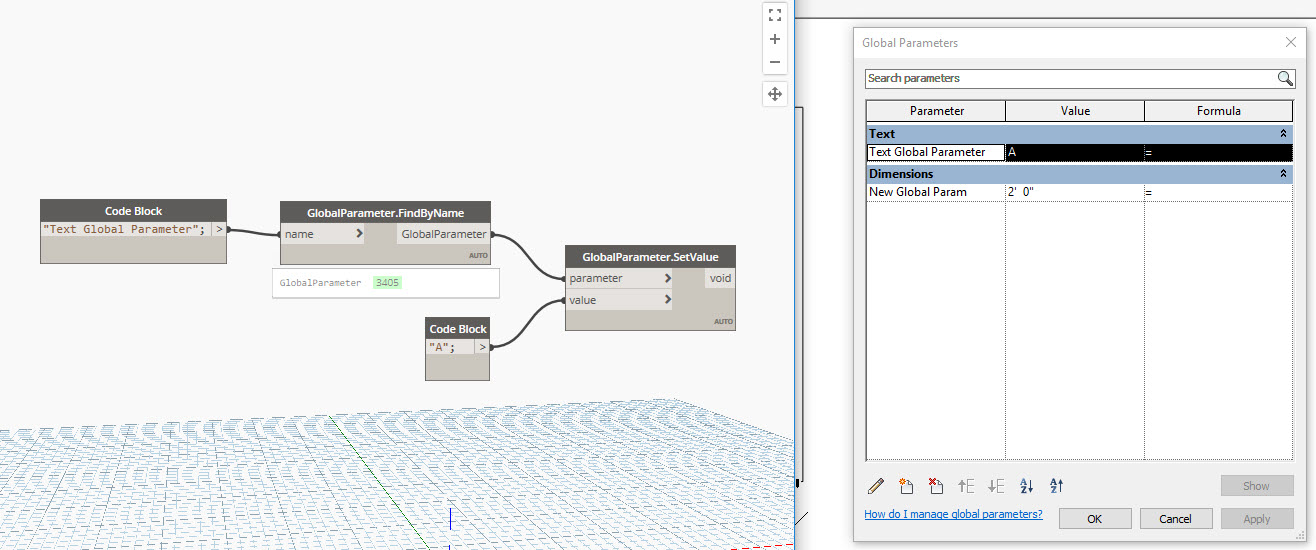 Code Block
"Text Global Parameter"; >
GlobalParameter.FindByName
name > GlobalParameter
AUTO
GlobalParameter 3405
Code Block
"A"; >
GlobalParameter.SetValue
parameter > void
value >
AUTO
Global Parameters
Search parameters
Parameter Value Formula
Text
Text Global Parameter A =
Dimensions
New Global Param 2' 0" =
Show
How do I manage global parameters?
OK Cancel Apply